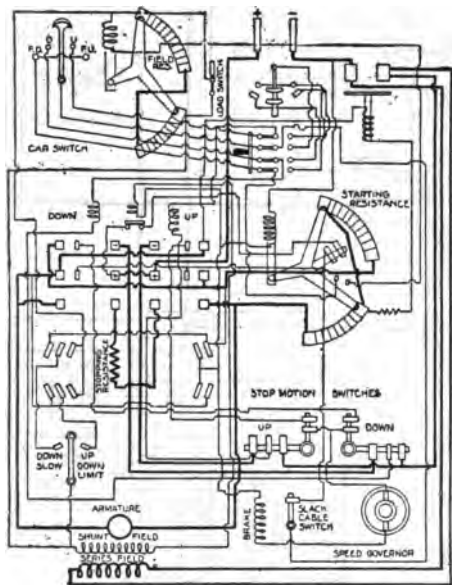 + −
F.D. D U F.U.
FIELD
RES.
LOAD SWITCH
CAR SWITCH
STARTING
RESISTANCE
DOWN
UP
STOPPING
RESISTANCE
STOP MOTION SWITCHES
UP
DOWN
DOWN
SLOW
UP
DOWN
LIMIT
ARMATURE
SHUNT FIELD
SERIES FIELD
BRAKE
SLACK
CABLE
SWITCH
SPEED GOVERNOR